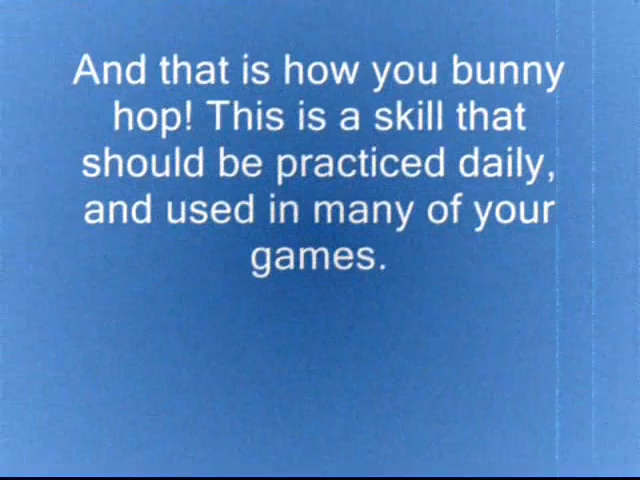 And that is how you bunny
hop! This is a skill that
should be practiced daily,
and used in many of your
games.